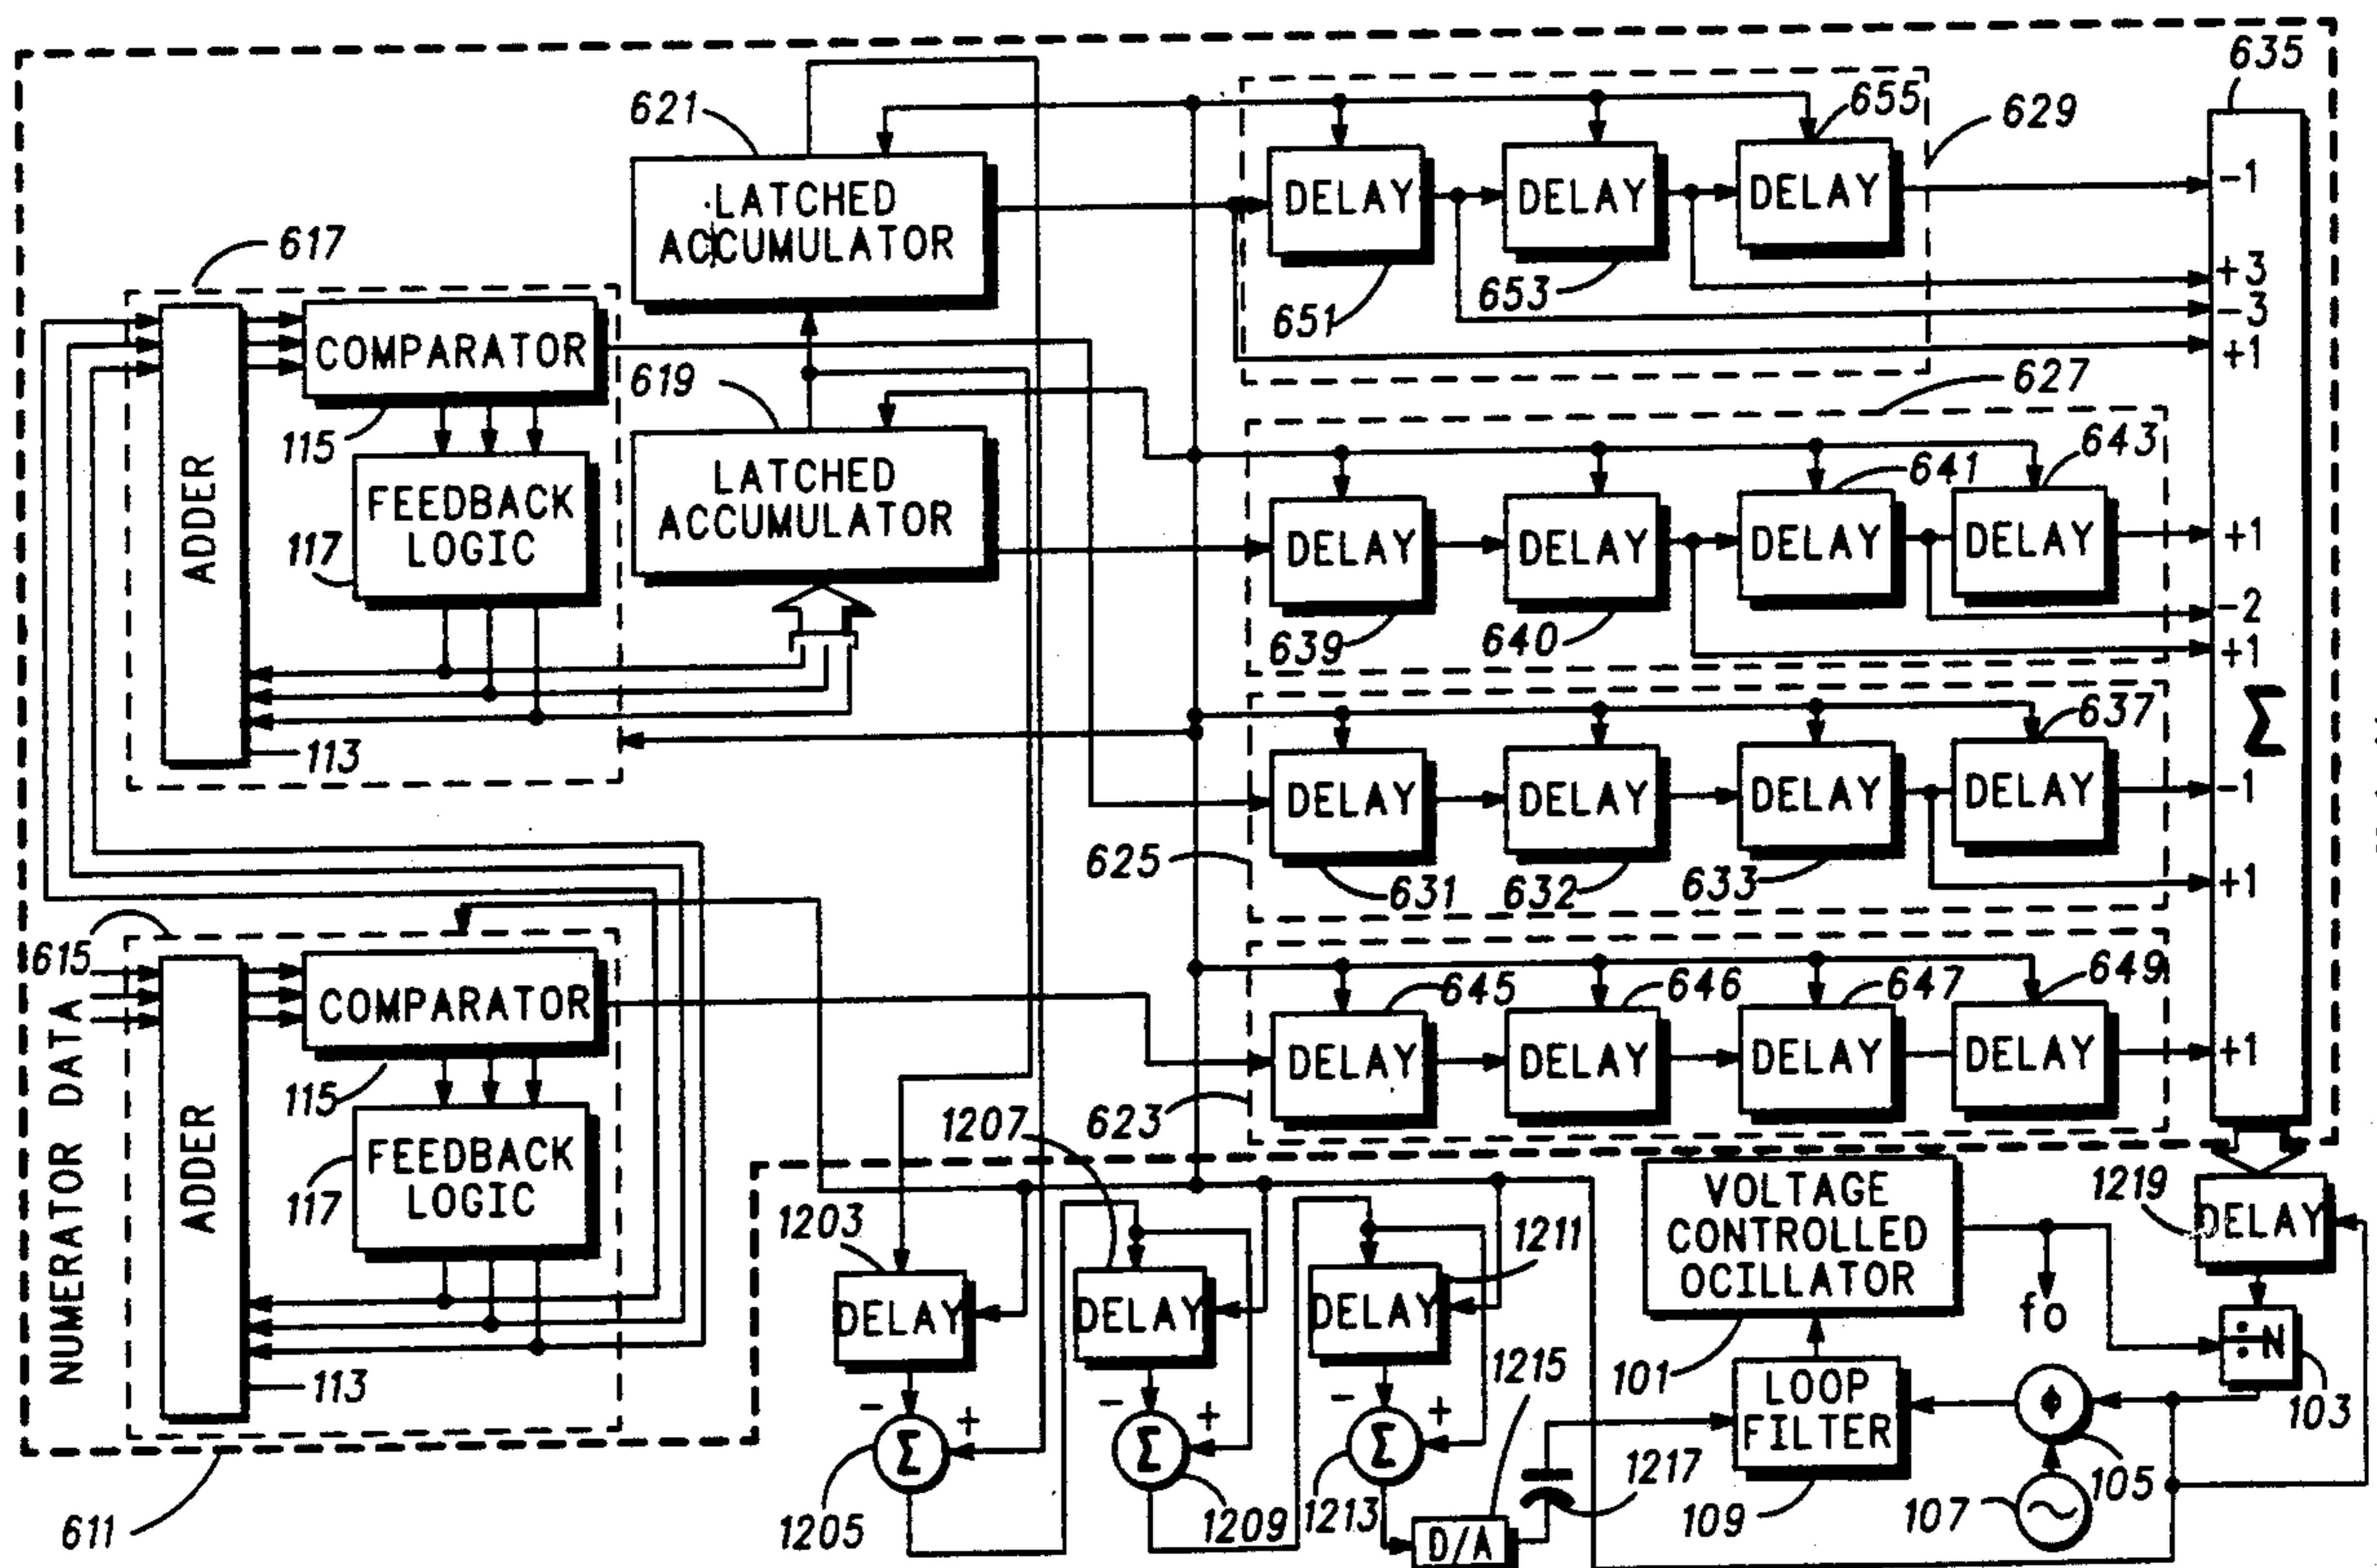 635
621
655
629
LATCHED
ACCUMULATOR
DELAY
DELAY
DELAY
-1
617
651
653
+3
-3
+1
COMPARATOR
619
627
115
643
641
ADDER
FEEDBACK
LOGIC
117
LATCHED
ACCUMULATOR
DELAY
DELAY
DELAY
DELAY
+1
-2
639
640
+1
637
Σ
113
DELAY
DELAY
DELAY
DELAY
-1
625
631
632
633
+1
615
645
646
647
649
NUMERATOR DATA
ADDER
COMPARATOR
DELAY
DELAY
DELAY
DELAY
+1
115
1207
623
FEEDBACK
LOGIC
117
1203
1211
VOLTAGE
CONTROLLED
OCILLATOR
1219
DELAY
DELAY
DELAY
DELAY
fo
÷N
113
1215
101
LOOP
FILTER
ϕ
103
- +
- +
- +
Σ
Σ
Σ
1217
105
611
1205
1209
1213
D/A
109
107